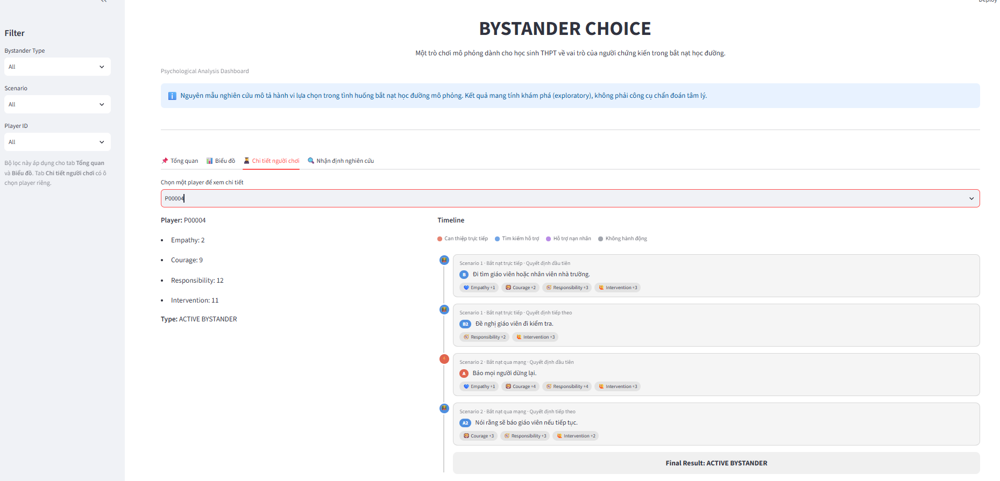 Deploy
Filter
Bystander Type
All
Scenario
All
Player ID
All
Bộ lọc này áp dụng cho tab Tổng quan
và Biểu đồ. Tab Chi tiết người chơi có ô
chọn player riêng.
BYSTANDER CHOICE
Một trò chơi mô phỏng dành cho học sinh THPT về vai trò của người chứng kiến trong bắt nạt học đường.
Psychological Analysis Dashboard
Nguyên mẫu nghiên cứu mô tả hành vi lựa chọn trong tình huống bắt nạt học đường mô phỏng. Kết quả mang tính khám phá (exploratory), không phải công cụ chẩn đoán tâm lý.
Tổng quan Biểu đồ Chi tiết người chơi Nhận định nghiên cứu
Chọn một player để xem chi tiết
P00004
Player: P00004
Empathy: 2
Courage: 9
Responsibility: 12
Intervention: 11
Type: ACTIVE BYSTANDER
Timeline
Can thiệp trực tiếp Tìm kiếm hỗ trợ Hỗ trợ nạn nhân Không hành động
Scenario 1 · Bắt nạt trực tiếp · Quyết định đầu tiên
B Đi tìm giáo viên hoặc nhân viên nhà trường.
Empathy +1 Courage +2 Responsibility +3 Intervention +3
Scenario 1 · Bắt nạt trực tiếp · Quyết định tiếp theo
B2 Đề nghị giáo viên đi kiểm tra.
Responsibility +2 Intervention +3
Scenario 2 · Bắt nạt qua mạng · Quyết định đầu tiên
A Bảo mọi người dừng lại.
Empathy +1 Courage +4 Responsibility +4 Intervention +3
Scenario 2 · Bắt nạt qua mạng · Quyết định tiếp theo
A2 Nói rằng sẽ báo giáo viên nếu tiếp tục.
Courage +3 Responsibility +3 Intervention +2
Final Result: ACTIVE BYSTANDER